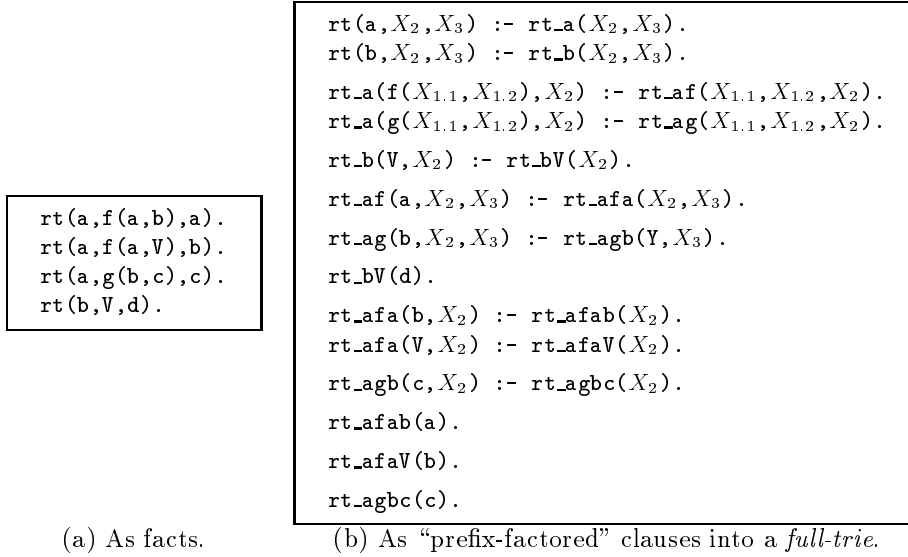 rt(a,f(a,b),a).
rt(a,f(a,V),b).
rt(a,g(b,c),c).
rt(b,V,d).
(a) As facts.
rt(a,X₂,X₃) :- rt_a(X₂,X₃).
rt(b,X₂,X₃) :- rt_b(X₂,X₃).
rt_a(f(X₁.₁,X₁.₂),X₂) :- rt_af(X₁.₁,X₁.₂,X₂).
rt_a(g(X₁.₁,X₁.₂),X₂) :- rt_ag(X₁.₁,X₁.₂,X₂).
rt_b(V,X₂) :- rt_bV(X₂).
rt_af(a,X₂,X₃) :- rt_afa(X₂,X₃).
rt_ag(b,X₂,X₃) :- rt_agb(Y,X₃).
rt_bV(d).
rt_afa(b,X₂) :- rt_afab(X₂).
rt_afa(V,X₂) :- rt_afaV(X₂).
rt_agb(c,X₂) :- rt_agbc(X₂).
rt_afab(a).
rt_afaV(b).
rt_agbc(c).
(b) As “prefix-factored” clauses into a full-trie.